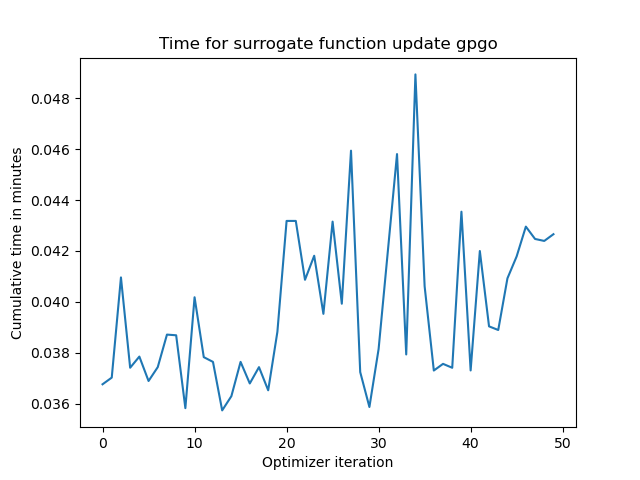 Time for surrogate function update gpgo
Cumulative time in minutes
0.048
0.046
0.044
0.042
0.040
0.038
0.036
0 10 20 30 40 50
Optimizer iteration